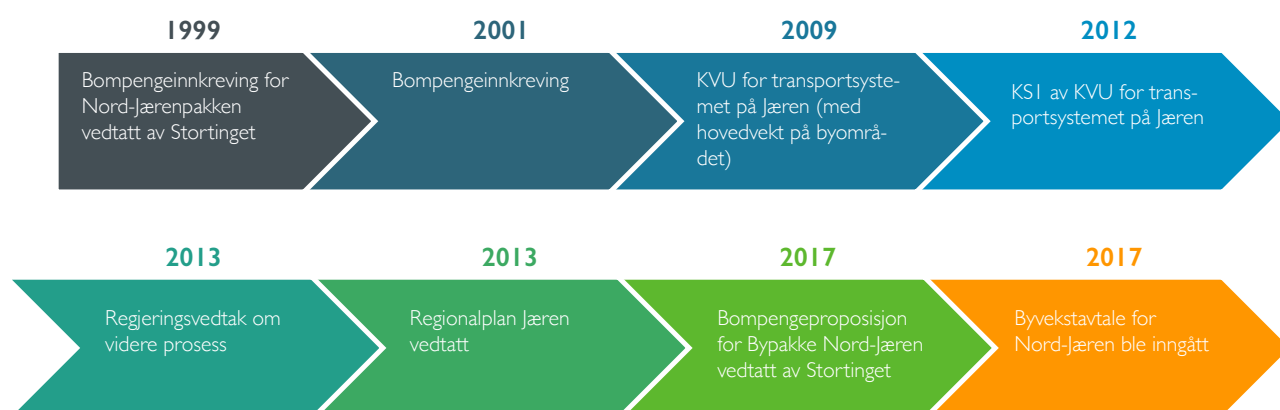 1999
Bompengeinnkreving for
Nord-Jærenpakken
vedtatt av Stortinget
2001
Bompengeinnkreving
2009
KVU for transportsyste-
met på Jæren (med
hovedvekt på byområ-
det)
2012
KS1 av KVU for trans-
portsystemet på Jæren
2013
Regjeringsvedtak om
videre prosess
2013
Regionalplan Jæren
vedtatt
2017
Bompengeproposisjon
for Bypakke Nord-Jæren
vedtatt av Stortinget
2017
Byvekstavtale for
Nord-Jæren ble inngått